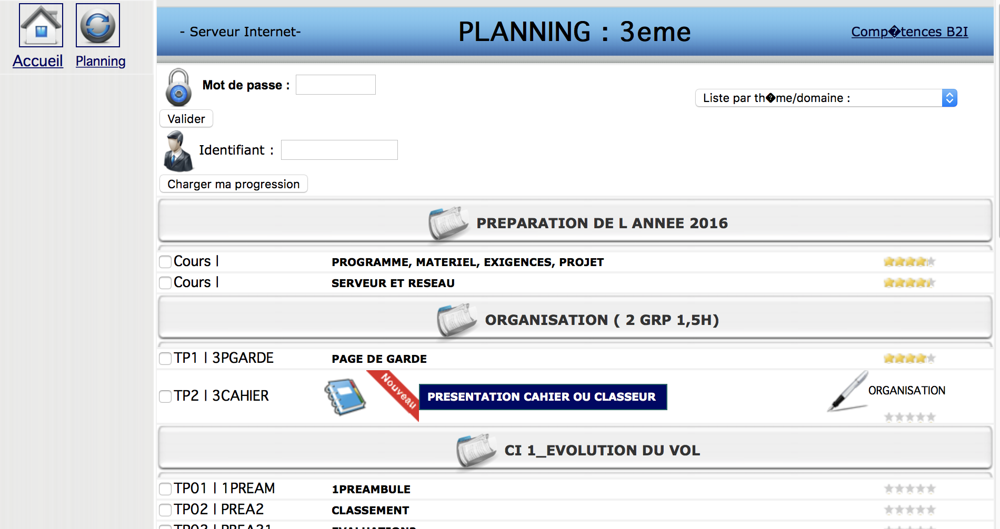 Accueil
Planning
- Serveur Internet-
PLANNING : 3eme
Comp�tences B2I
Mot de passe :
Liste par th�me/domaine :
Valider
Identifiant :
Charger ma progression
PREPARATION DE L ANNEE 2016
Cours |
PROGRAMME, MATERIEL, EXIGENCES, PROJET
Cours |
SERVEUR ET RESEAU
ORGANISATION ( 2 GRP 1,5H)
TP1 | 3PGARDE
PAGE DE GARDE
TP2 | 3CAHIER
Nouveau
PRESENTATION CAHIER OU CLASSEUR
ORGANISATION
CI 1_EVOLUTION DU VOL
TP01 | 1PREAM
1PREAMBULE
TP02 | PREA2
CLASSEMENT